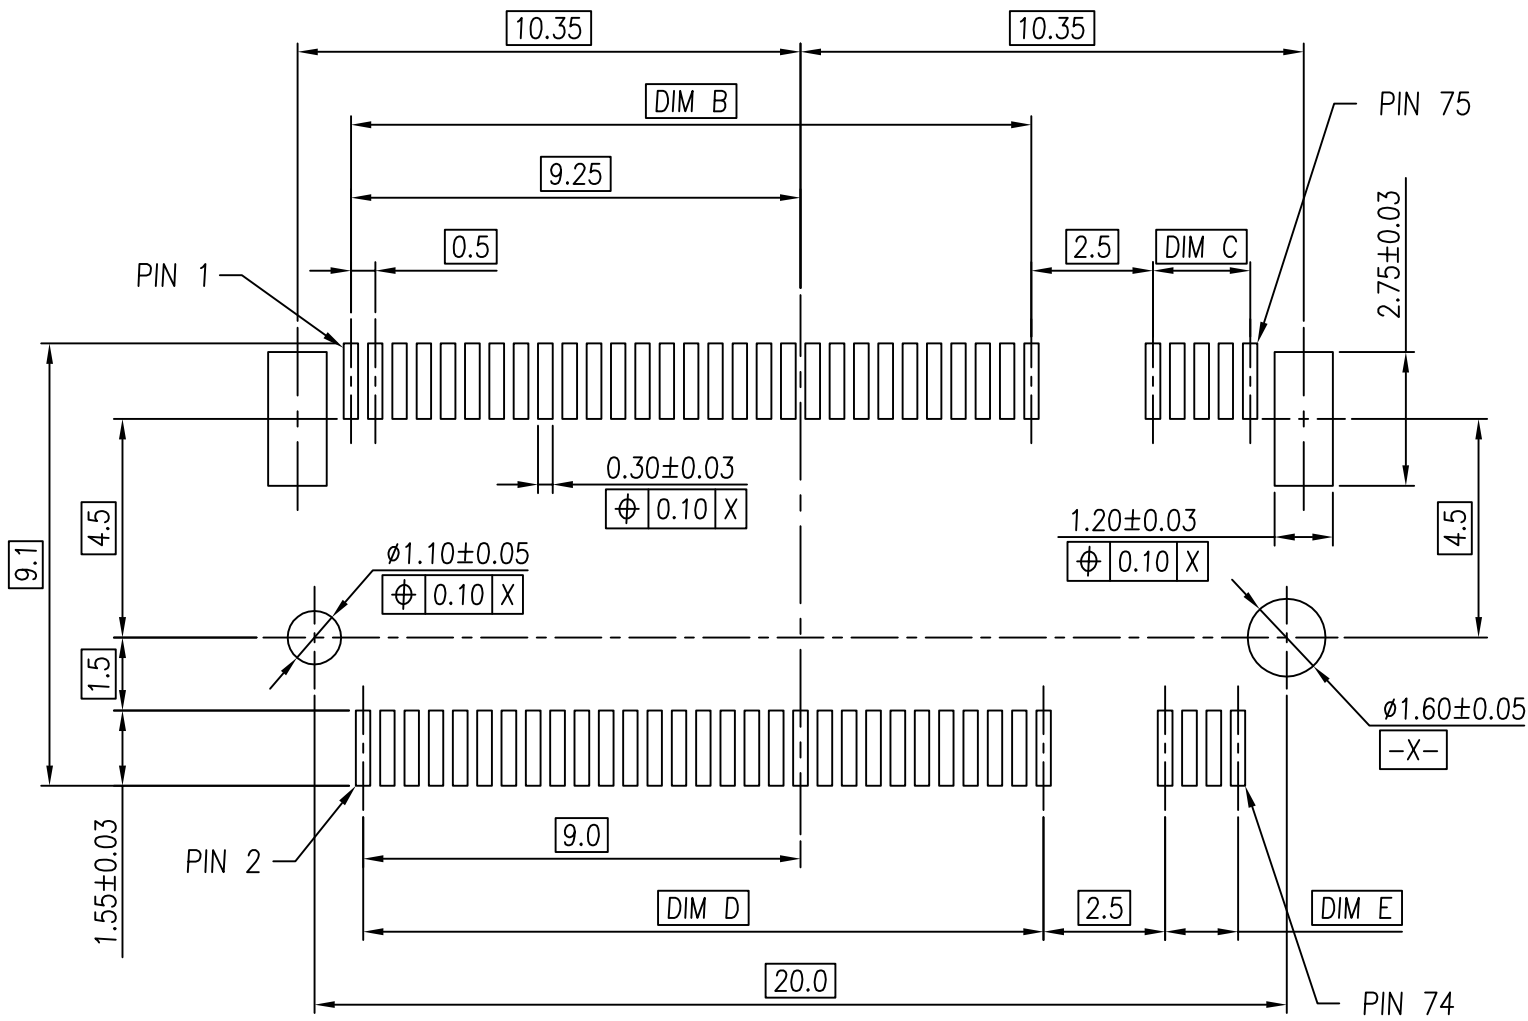 10.35
10.35
DIM B
PIN 75
9.25
2.75±0.03
0.5
2.5
DIM C
PIN 1
0.30±0.03
⌖ 0.10 X
4.5
1.20±0.03
⌖ 0.10 X
4.5
9.1
ø1.10±0.05
⌖ 0.10 X
1.5
ø1.60±0.05
-X-
1.55±0.03
9.0
PIN 2
DIM D
2.5
DIM E
20.0
PIN 74